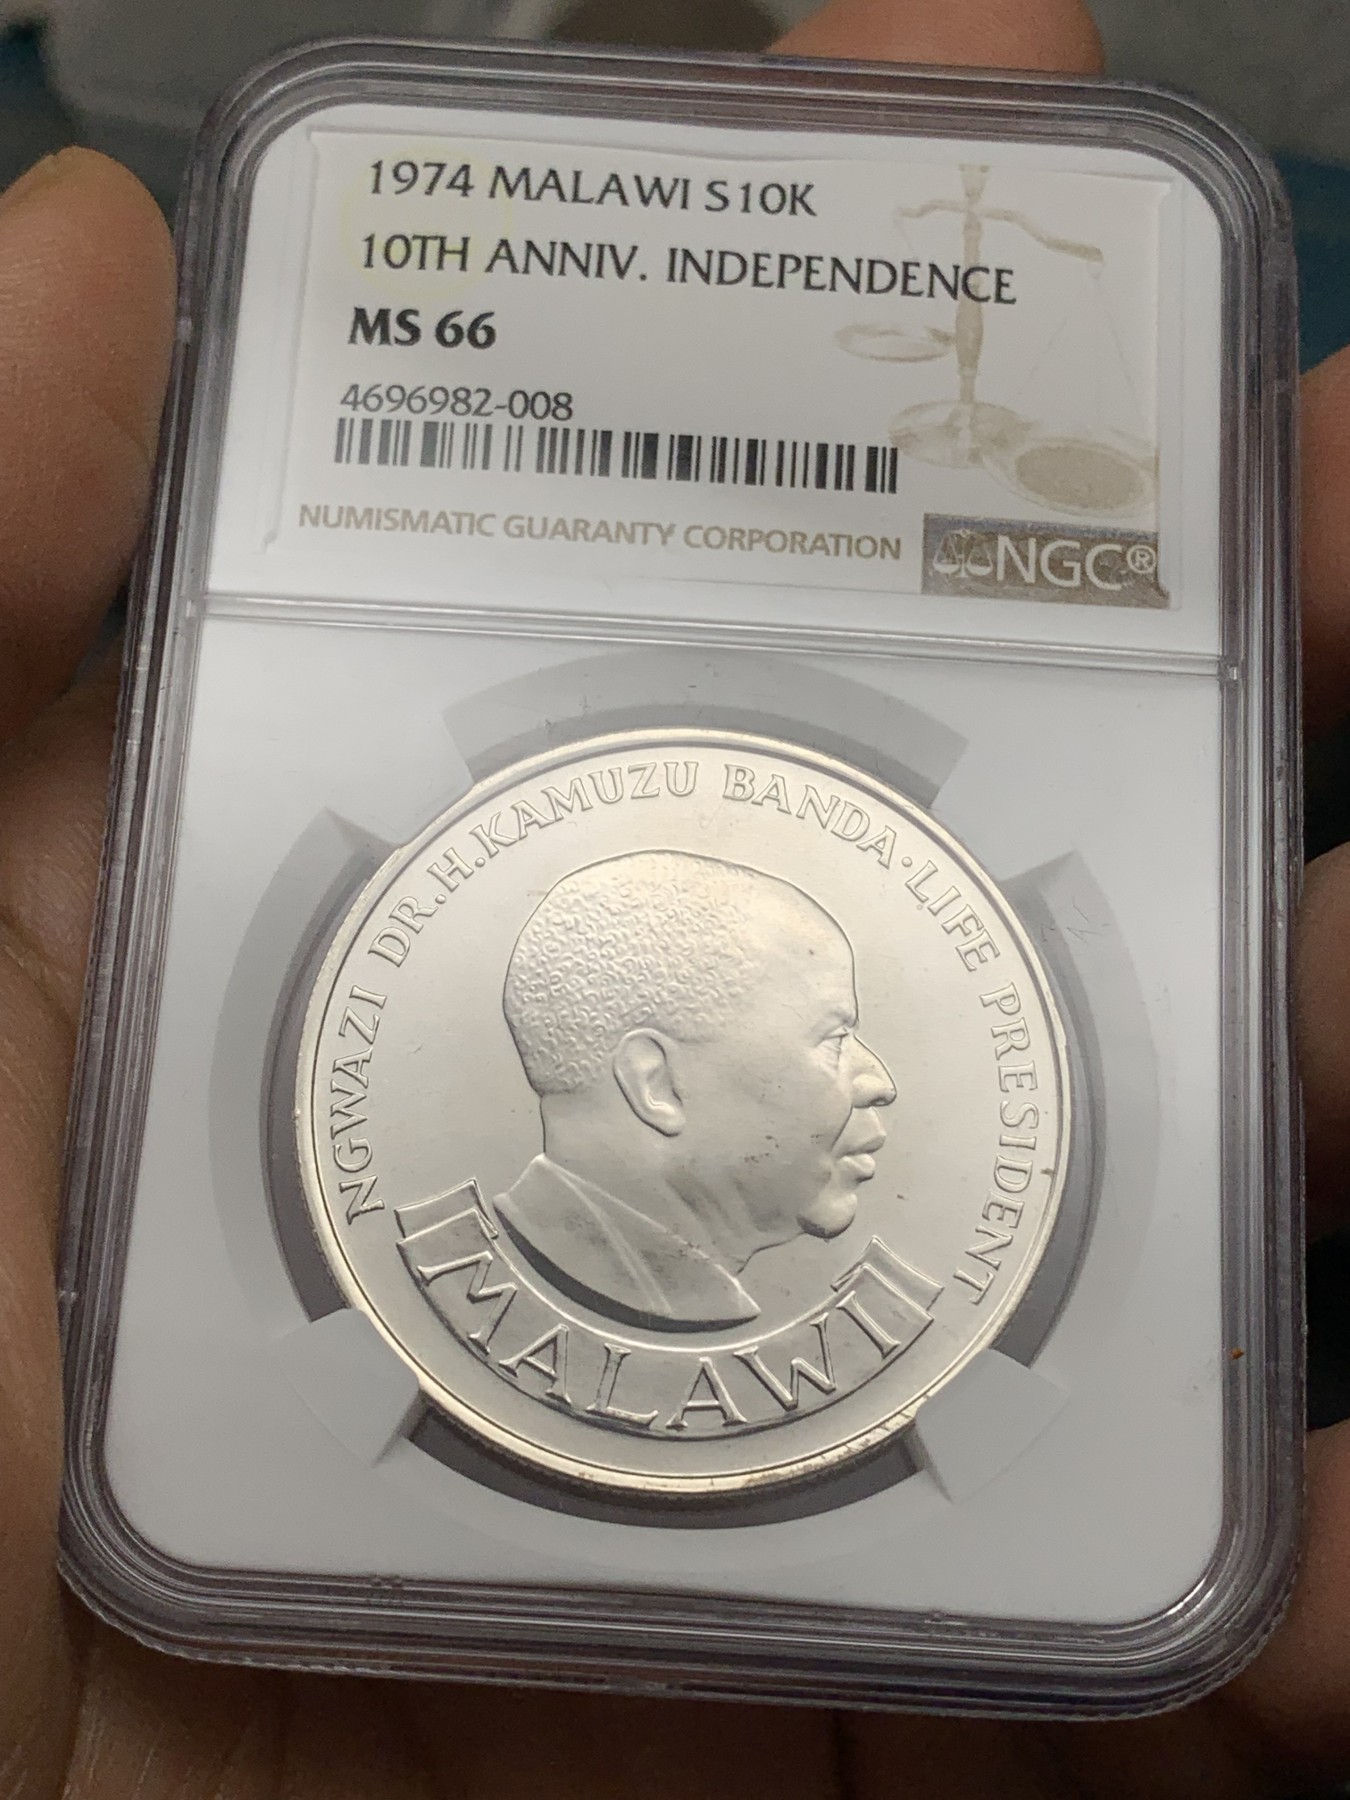 1974 MALAWI S10K
10TH ANNIV. INDEPENDENCE
MS 66
4696982-008
NUMISMATIC GUARANTY CORPORATION
NGC®
NGWAZI DR.H.KAMUZU BANDA·LIFE PRESIDENT
MALAWI